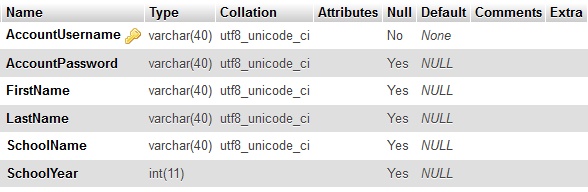 Name Type Collation Attributes Null Default Comments Extra
AccountUsername varchar(40) utf8_unicode_ci No None
AccountPassword varchar(40) utf8_unicode_ci Yes NULL
FirstName varchar(40) utf8_unicode_ci Yes NULL
LastName varchar(40) utf8_unicode_ci Yes NULL
SchoolName varchar(40) utf8_unicode_ci Yes NULL
SchoolYear int(11) Yes NULL